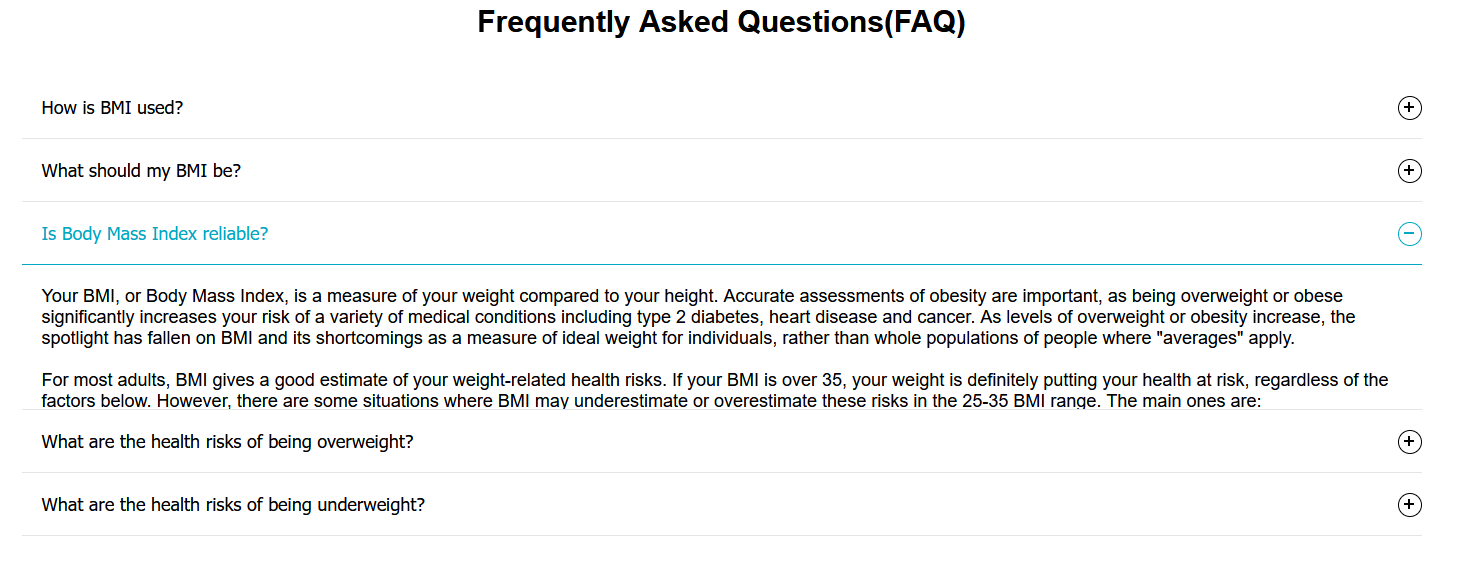 Frequently Asked Questions(FAQ)
How is BMI used?
What should my BMI be?
Is Body Mass Index reliable?
Your BMI, or Body Mass Index, is a measure of your weight compared to your height. Accurate assessments of obesity are important, as being overweight or obese
significantly increases your risk of a variety of medical conditions including type 2 diabetes, heart disease and cancer. As levels of overweight or obesity increase, the
spotlight has fallen on BMI and its shortcomings as a measure of ideal weight for individuals, rather than whole populations of people where "averages" apply.
For most adults, BMI gives a good estimate of your weight-related health risks. If your BMI is over 35, your weight is definitely putting your health at risk, regardless of the
factors below. However, there are some situations where BMI may underestimate or overestimate these risks in the 25-35 BMI range. The main ones are:
What are the health risks of being overweight?
What are the health risks of being underweight?